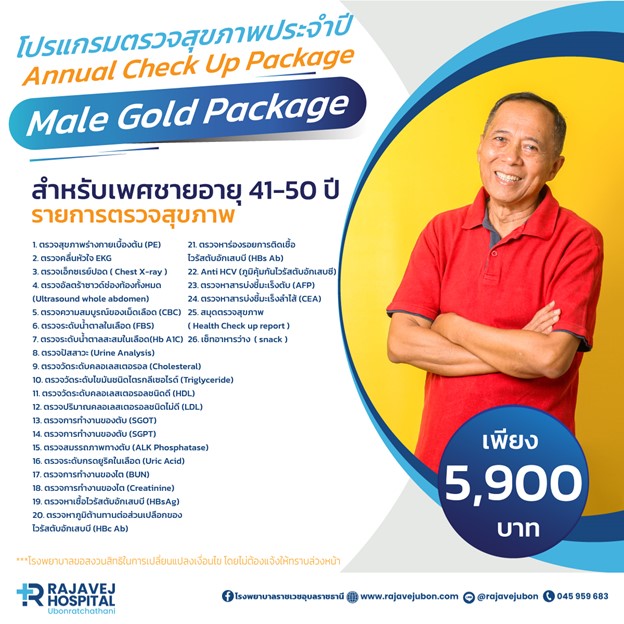 โปรแกรมตรวจสุขภาพประจำปี
Annual Check Up Package
Male Gold Package
สำหรับเพศชายอายุ 41-50 ปี
รายการตรวจสุขภาพ
1. ตรวจสุขภาพร่างกายเบื้องต้น (PE)
2. ตรวจคลื่นหัวใจ EKG
3. ตรวจเอ็กซเรย์ปอด ( Chest X-ray )
4. ตรวจอัลตร้าซาวด์ช่องท้องทั้งหมด
(Ultrasound whole abdomen)
5. ตรวจความสมบูรณ์ของเม็ดเลือด (CBC)
6. ตรวจระดับน้ำตาลในเลือด (FBS)
7. ตรวจระดับน้ำตาลสะสมในเลือด(Hb A1C)
8. ตรวจปัสสาวะ (Urine Analysis)
9. ตรวจวัดระดับคอเลสเตอรอล (Cholesteral)
10. ตรวจวัดระดับไขมันชนิดไตรกลีเซอไรด์ (Triglyceride)
11. ตรวจวัดระดับคอเลสเตอรอลชนิดดี (HDL)
12. ตรวจปริมาณคอลเลสเตอรอลชนิดไม่ดี (LDL)
13. ตรวจการทำงานของตับ (SGOT)
14. ตรวจการทำงานของตับ (SGPT)
15. ตรวจสมรรถภาพทางตับ (ALK Phosphatase)
16. ตรวจระดับกรดยูริคในเลือด (Uric Acid)
17. ตรวจการทำงานของไต (BUN)
18. ตรวจการทำงานของไต (Creatinine)
19. ตรวจหาเชื้อไวรัสตับอักเสบบี (HBsAg)
20. ตรวจหาภูมิต้านทานต่อส่วนเปลือกของ
ไวรัสตับอักเสบบี (HBc Ab)
21. ตรวจหาร่องรอยการติดเชื้อ
ไวรัสตับอักเสบบี (HBs Ab)
22. Anti HCV (ภูมิคุ้มกันไวรัสตับอักเสบซี)
23. ตรวจหาสารบ่งชี้มะเร็งตับ (AFP)
24. ตรวจหาสารบ่งชี้มะเร็งลำไส้ (CEA)
25. สมุดตรวจสุขภาพ
( Health Check up report )
26. เซ็ทอาหารว่าง ( snack )
เพียง
5,900
บาท
***โรงพยาบาลขอสงวนสิทธิในการเปลี่ยนแปลงเงื่อนไข โดยไม่ต้องแจ้งให้ทราบล่วงหน้า
RAJAVEJ
HOSPITAL
Ubonratchathani
โรงพยาบาลราชเวชอุบลราชธานี www.rajavejubon.com @rajavejubon 045 959 683